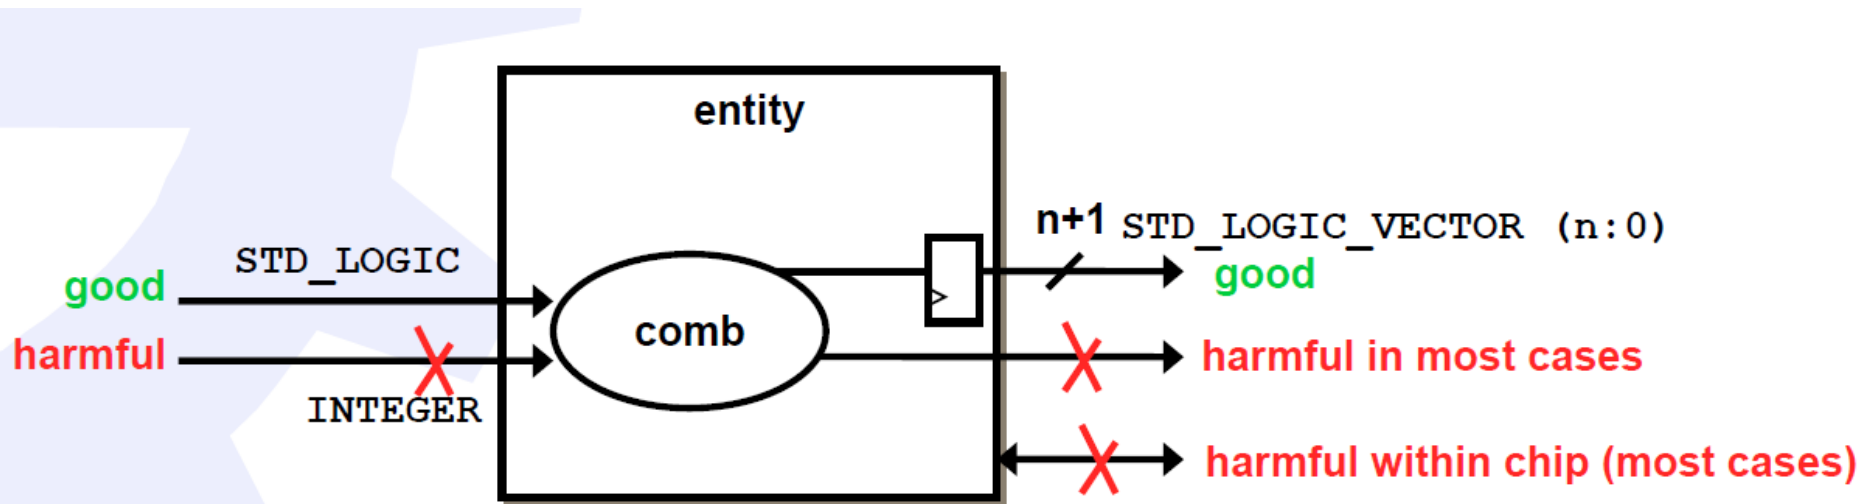 entity
n+1 STD_LOGIC_VECTOR (n:0)
STD_LOGIC
good
good
comb
harmful
harmful in most cases
INTEGER
harmful within chip (most cases)